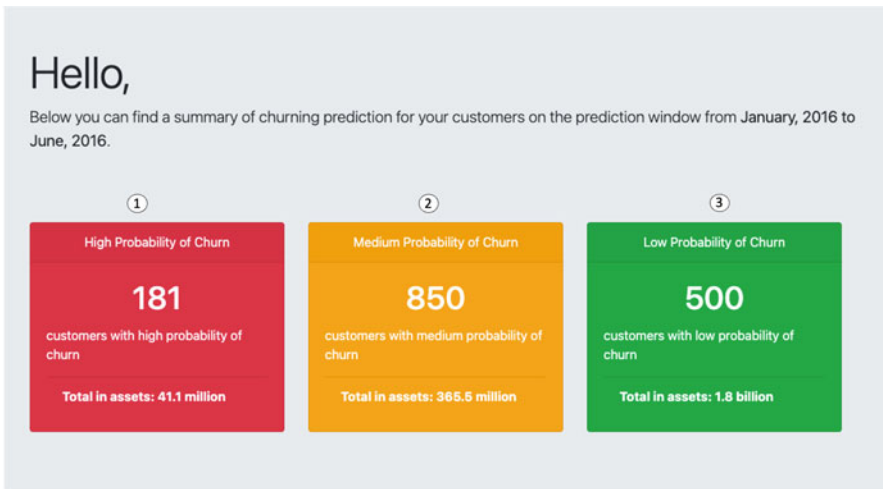 Hello,
Below you can find a summary of churning prediction for your customers on the prediction window from January, 2016 to
June, 2016.
1
2
3
High Probability of Churn
181
customers with high probability of
churn
Total in assets: 41.1 million
Medium Probability of Churn
850
customers with medium probability of
churn
Total in assets: 365.5 million
Low Probability of Churn
500
customers with low probability of
churn
Total in assets: 1.8 billion